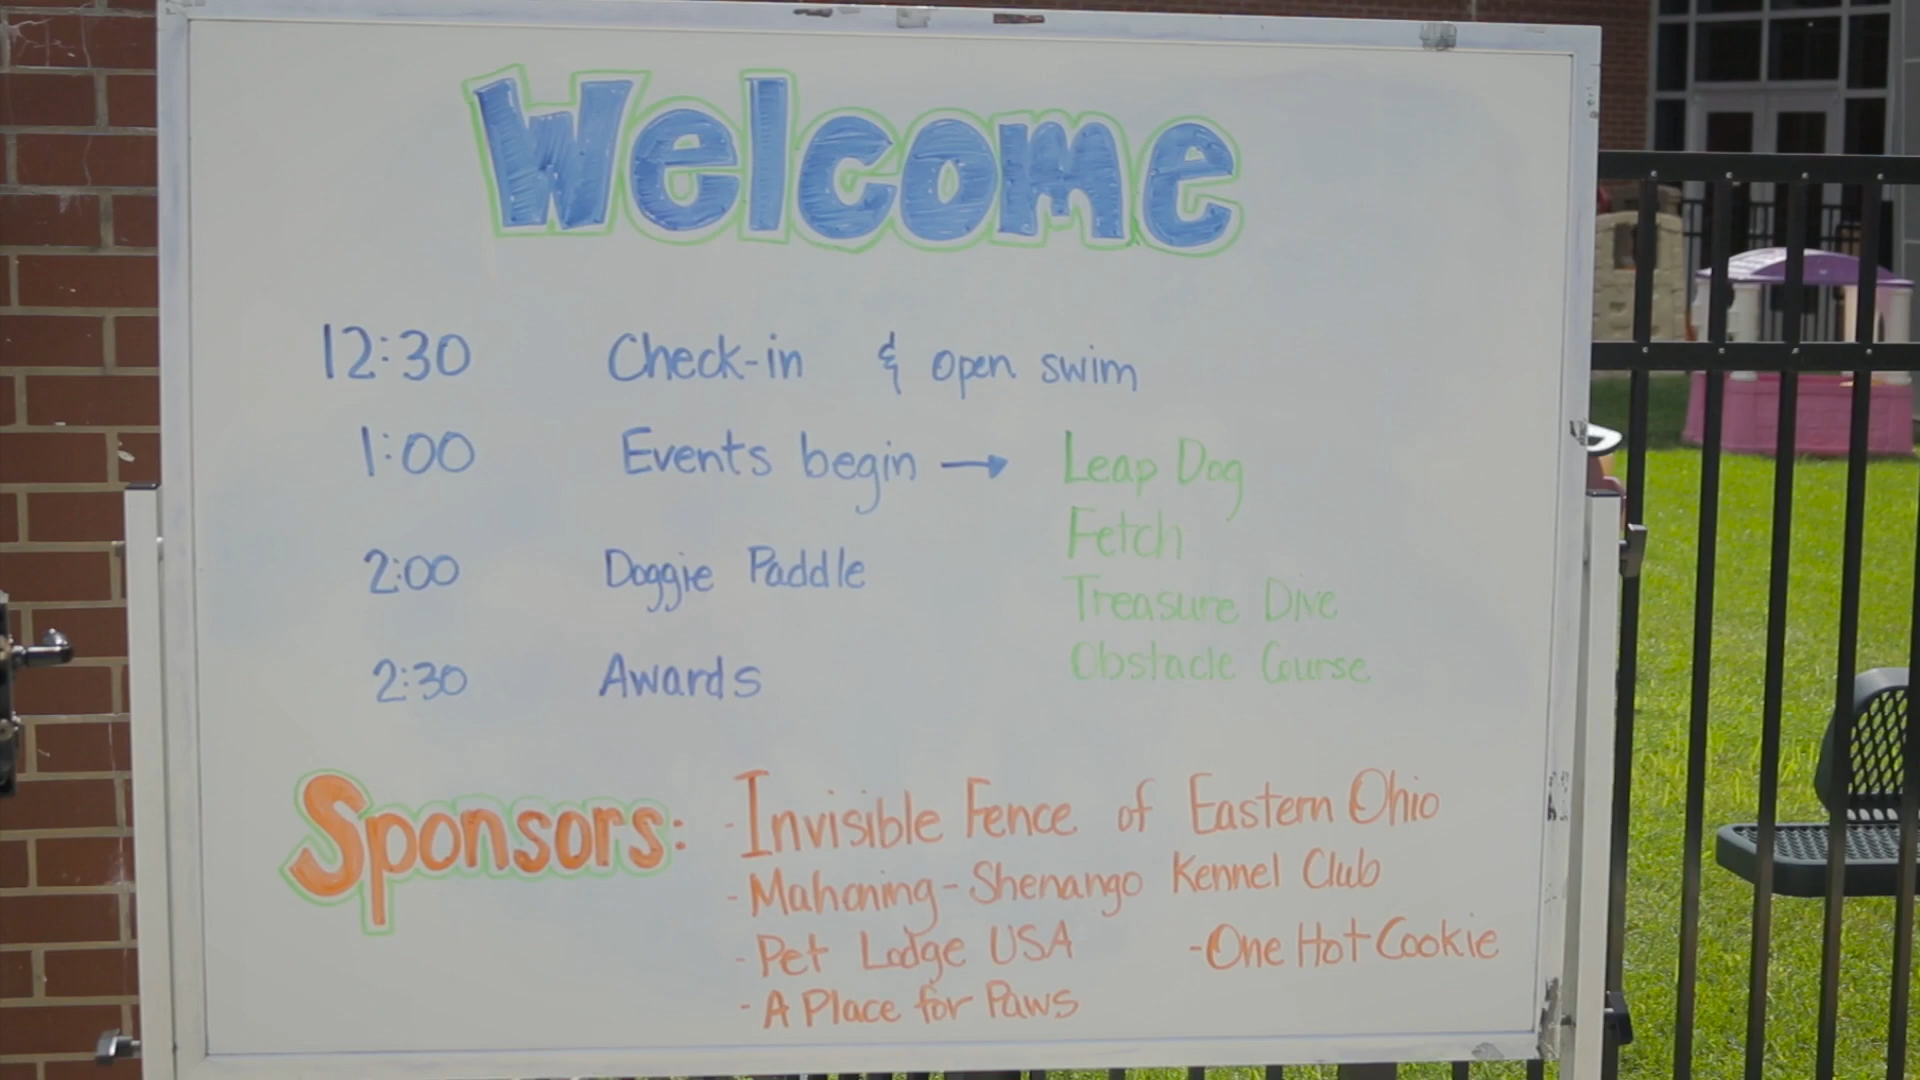 Welcome
12:30 Check-in & open swim
1:00 Events begin → Leap Dog
Fetch
2:00 Doggie Paddle
Treasure Dive
Obstacle Course
2:30 Awards
Sponsors: - Invisible Fence of Eastern Ohio
- Mahoning-Shenango Kennel Club
- Pet Lodge USA - One Hot Cookie
- A Place for Paws